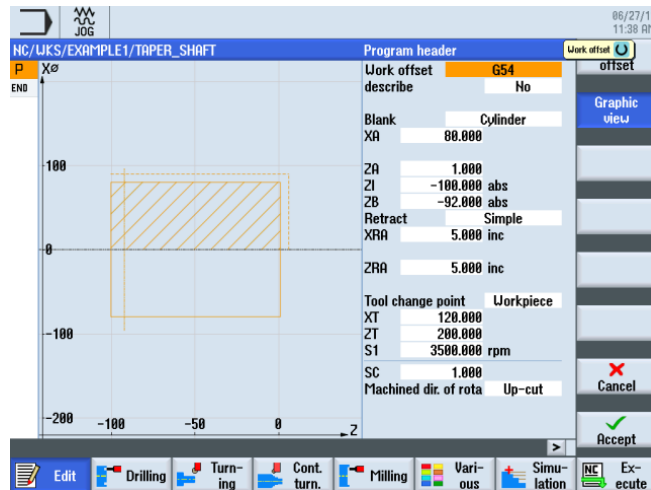 JOG
06/27/1
11:38 AM
NC/WKS/EXAMPLE1/TAPER_SHAFT
Program header
Work offset
P
END
XØ
100
0
-100
-200
-100
-50
0
Z
Work offset G54
describe No
Blank Cylinder
XA 80.000
ZA 1.000
ZI -100.000 abs
ZB -92.000 abs
Retract Simple
XRA 5.000 inc
ZRA 5.000 inc
Tool change point Workpiece
XT 120.000
ZT 200.000
S1 3500.000 rpm
SC 1.000
Machined dir. of rota Up-cut
offset
Graphic
view
Cancel
Accept
>
Edit
Drilling
Turn-
ing
Cont.
turn.
Milling
Vari-
ous
Simu-
lation
NC
Ex-
ecute